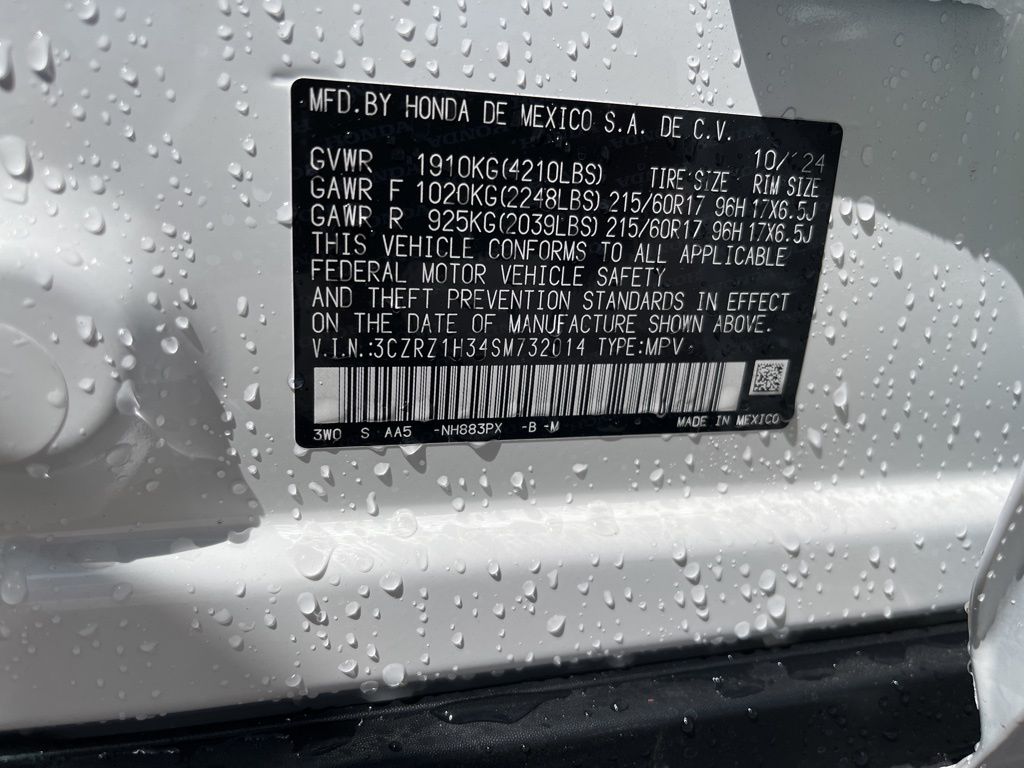 MFD.BY HONDA DE MEXICO S.A. DE C.V.
10/ 24
GVWR 1910KG(4210LBS) TIRE SIZE RIM SIZE
GAWR F 1020KG(2248LBS) 215/60R17 96H 17X6.5J
GAWR R 925KG(2039LBS) 215/60R17 96H 17X6.5J
THIS VEHICLE CONFORMS TO ALL APPLICABLE
FEDERAL MOTOR VEHICLE SAFETY
AND THEFT PREVENTION STANDARDS IN EFFECT
ON THE DATE OF MANUFACTURE SHOWN ABOVE.
V.I.N.:3CZRZ1H34SM732014 TYPE:MPV
3W0 S AA5 -NH883PX -B -M MADE IN MEXICO